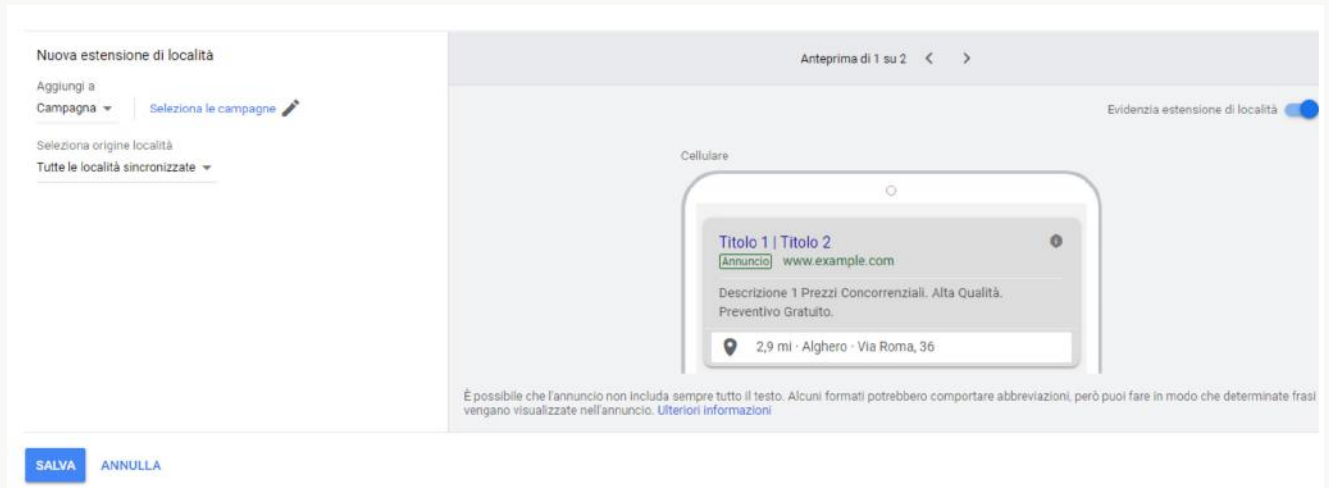 Nuova estensione di località
Aggiungi a
Campagna
Seleziona le campagne
Seleziona origine località
Tutte le località sincronizzate
Anteprima di 1 su 2
Evidenzia estensione di località
Cellulare
Titolo 1 | Titolo 2
Annuncio www.example.com
Descrizione 1 Prezzi Concorrenziali. Alta Qualità.
Preventivo Gratuito.
2,9 mi · Alghero · Via Roma, 36
È possibile che l'annuncio non includa sempre tutto il testo. Alcuni formati potrebbero comportare abbreviazioni, però puoi fare in modo che determinate frasi
vengano visualizzate nell'annuncio. Ulteriori informazioni
SALVA ANNULLA